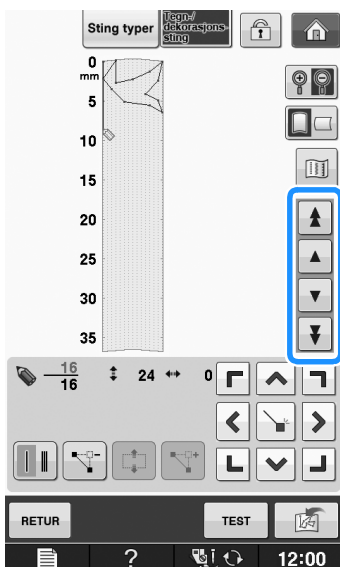 Sting typer
Tegn-/
dekorasjons-
sting
0
mm
5
10
15
20
25
30
35
16
16
24
0
RETUR
TEST
?
12:00